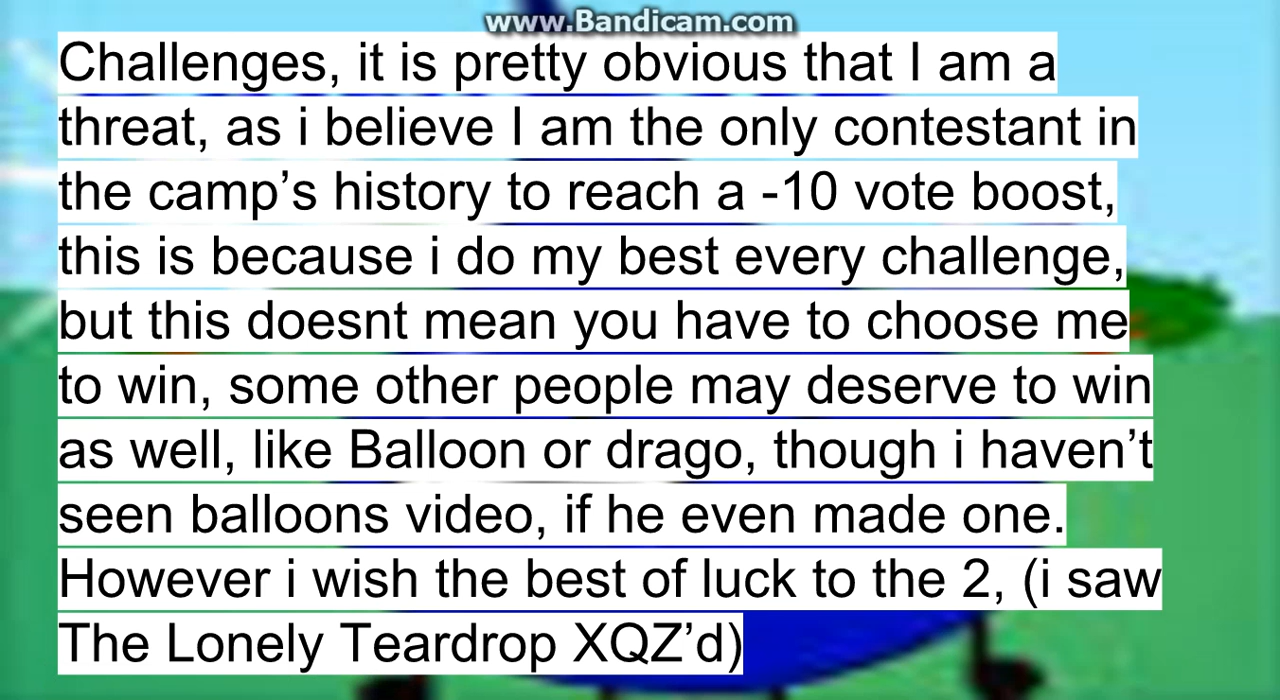 www.Bandicam.com
Challenges, it is pretty obvious that I am a
threat, as i believe I am the only contestant in
the camp’s history to reach a -10 vote boost,
this is because i do my best every challenge,
but this doesnt mean you have to choose me
to win, some other people may deserve to win
as well, like Balloon or drago, though i haven’t
seen balloons video, if he even made one.
However i wish the best of luck to the 2, (i saw
The Lonely Teardrop XQZ’d)